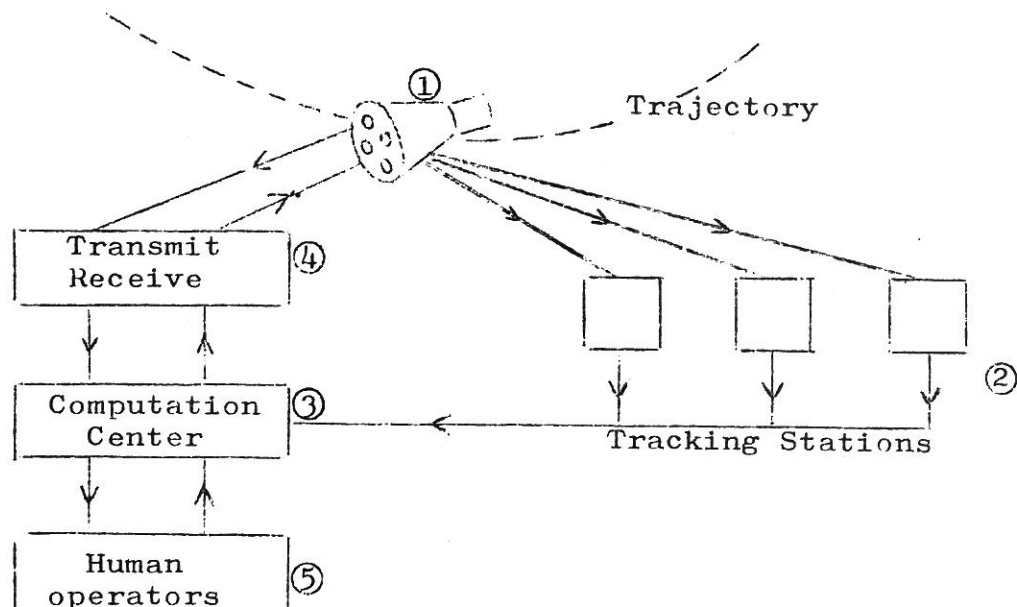 ①
Trajectory
Transmit
Receive
④
②
Computation
Center
③
Tracking Stations
Human
operators
⑤